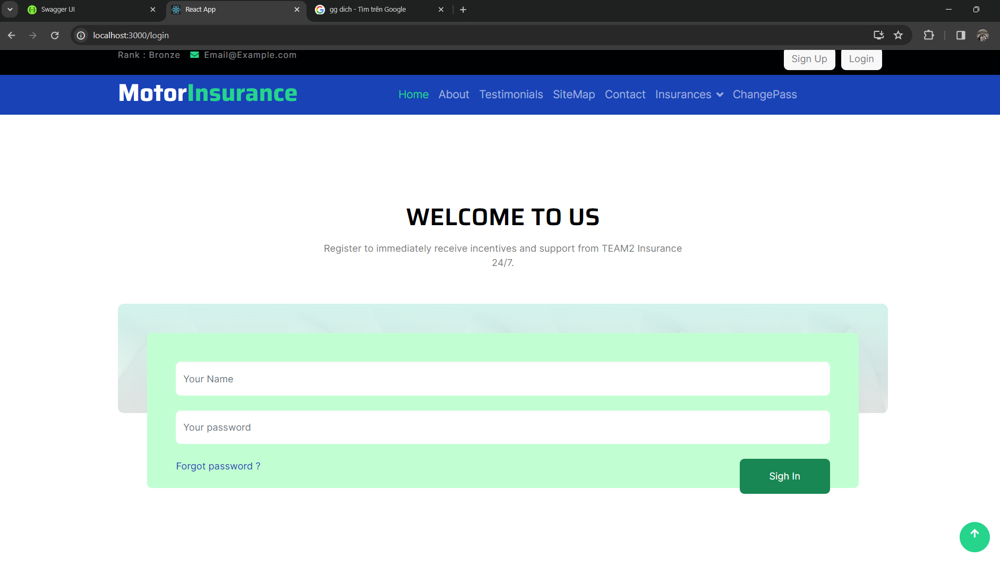 Swagger UI
React App
gg dich - Tìm trên Google
localhost:3000/login
Rank : Bronze Email@Example.com
Sign Up Login
MotorInsurance
Home About Testimonials SiteMap Contact Insurances ChangePass
WELCOME TO US
Register to immediately receive incentives and support from TEAM2 Insurance
24/7.
Your Name
Your password
Forgot password ?
Sigh In